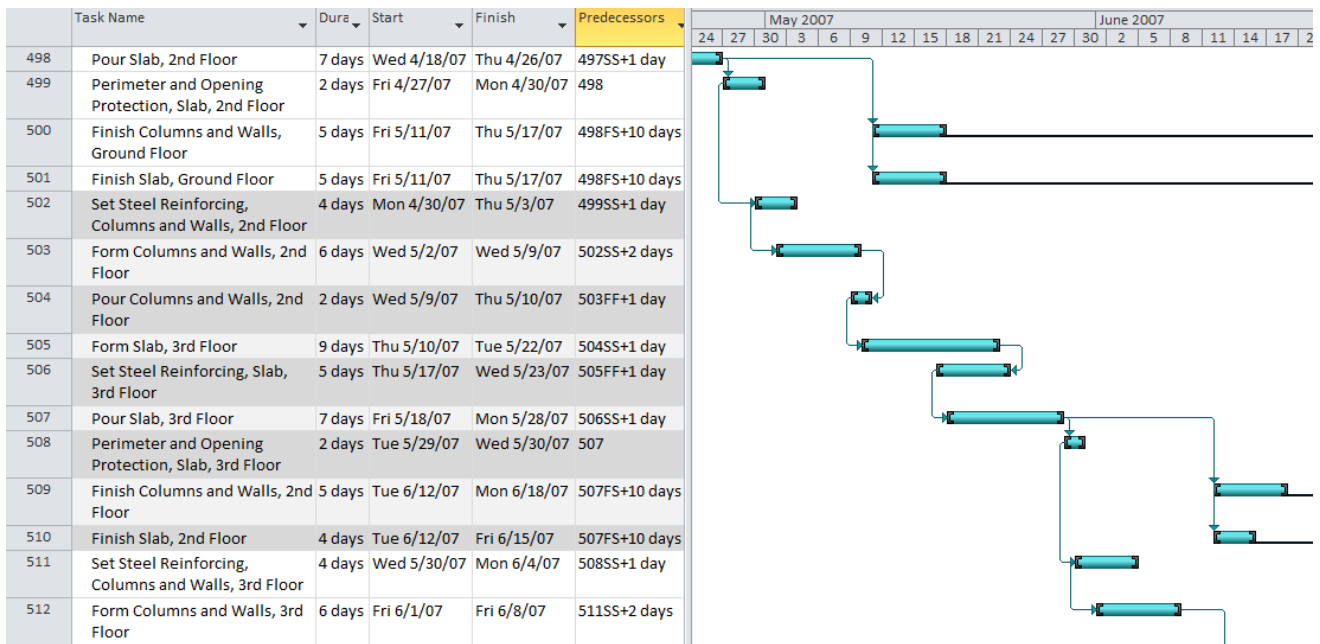 Task Name Dura Start Finish Predecessors May 2007 June 2007
24 27 30 3 6 9 12 15 18 21 24 27 30 2 5 8 11 14 17 2
498 Pour Slab, 2nd Floor 7 days Wed 4/18/07 Thu 4/26/07 497SS+1 day
499 Perimeter and Opening 2 days Fri 4/27/07 Mon 4/30/07 498
Protection, Slab, 2nd Floor
500 Finish Columns and Walls, 5 days Fri 5/11/07 Thu 5/17/07 498FS+10 days
Ground Floor
501 Finish Slab, Ground Floor 5 days Fri 5/11/07 Thu 5/17/07 498FS+10 days
502 Set Steel Reinforcing, 4 days Mon 4/30/07 Thu 5/3/07 499SS+1 day
Columns and Walls, 2nd Floor
503 Form Columns and Walls, 2nd 6 days Wed 5/2/07 Wed 5/9/07 502SS+2 days
Floor
504 Pour Columns and Walls, 2nd 2 days Wed 5/9/07 Thu 5/10/07 503FF+1 day
Floor
505 Form Slab, 3rd Floor 9 days Thu 5/10/07 Tue 5/22/07 504SS+1 day
506 Set Steel Reinforcing, Slab, 5 days Thu 5/17/07 Wed 5/23/07 505FF+1 day
3rd Floor
507 Pour Slab, 3rd Floor 7 days Fri 5/18/07 Mon 5/28/07 506SS+1 day
508 Perimeter and Opening 2 days Tue 5/29/07 Wed 5/30/07 507
Protection, Slab, 3rd Floor
509 Finish Columns and Walls, 2nd 5 days Tue 6/12/07 Mon 6/18/07 507FS+10 days
Floor
510 Finish Slab, 2nd Floor 4 days Tue 6/12/07 Fri 6/15/07 507FS+10 days
511 Set Steel Reinforcing, 4 days Wed 5/30/07 Mon 6/4/07 508SS+1 day
Columns and Walls, 3rd Floor
512 Form Columns and Walls, 3rd 6 days Fri 6/1/07 Fri 6/8/07 511SS+2 days
Floor